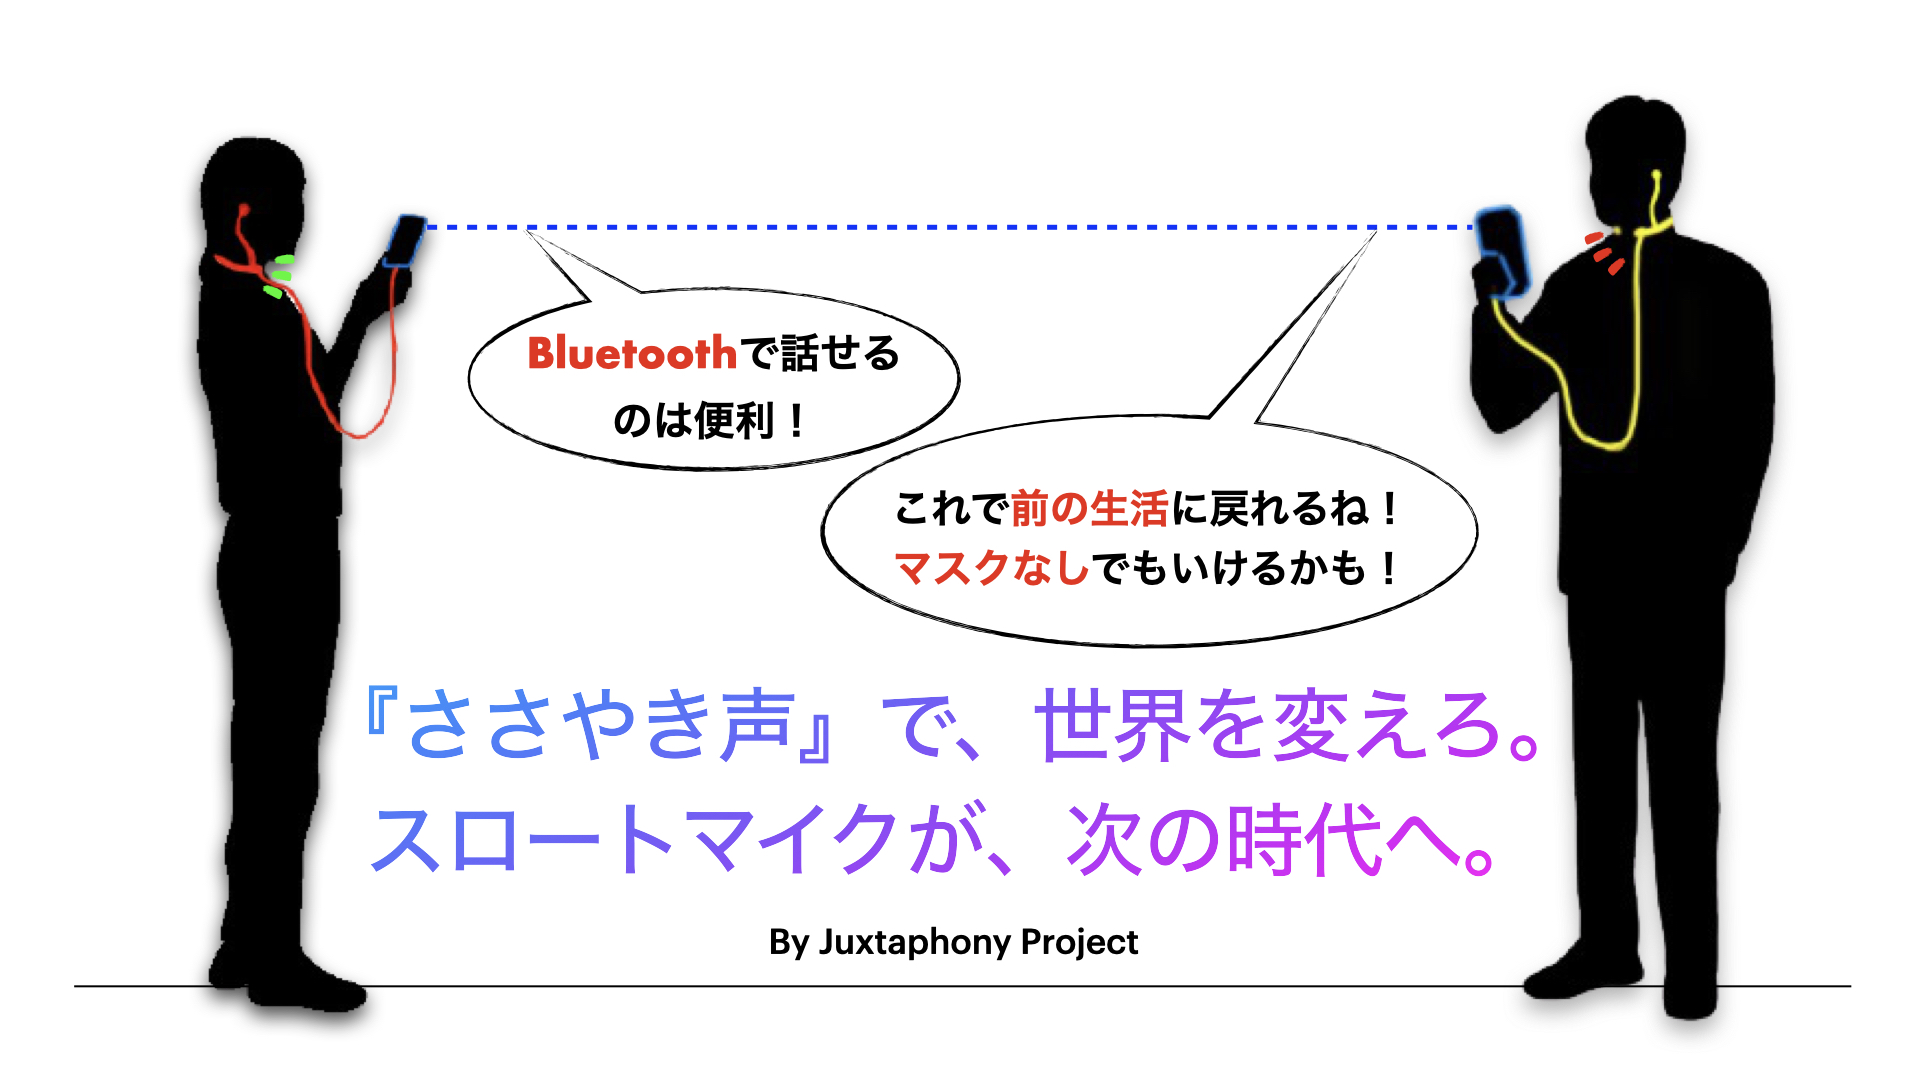 Bluetoothで話せる
のは便利！
これで前の生活に戻れるね！
マスクなしでもいけるかも！
『ささやき声』で、世界を変えろ。
スロートマイクが、次の時代へ。
By Juxtaphony Project